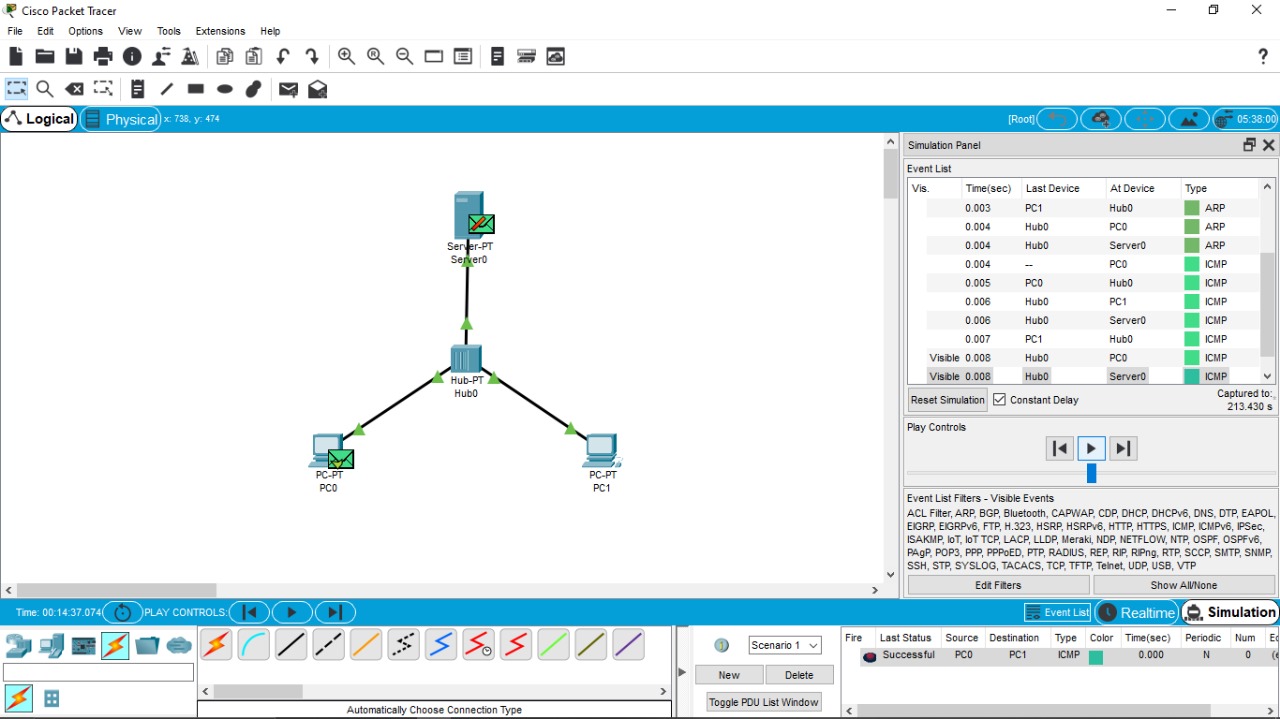 Cisco Packet Tracer
File Edit Options View Tools Extensions Help
?
Logical Physical x: 738, y: 474 [Root] 05:38:00
Simulation Panel
Event List
Vis. Time(sec) Last Device At Device Type
0.003 PC1 Hub0 ARP
0.004 Hub0 PC0 ARP
0.004 Hub0 Server0 ARP
0.004 -- PC0 ICMP
0.005 PC0 Hub0 ICMP
0.006 Hub0 PC1 ICMP
0.006 Hub0 Server0 ICMP
0.007 PC1 Hub0 ICMP
Visible 0.008 Hub0 PC0 ICMP
Visible 0.008 Hub0 Server0 ICMP
Reset Simulation Constant Delay Captured to:
213.430 s
Play Controls
Event List Filters - Visible Events
ACL Filter, ARP, BGP, Bluetooth, CAPWAP, CDP, DHCP, DHCPv6, DNS, DTP, EAPOL,
EIGRP, EIGRPv6, FTP, H.323, HSRP, HSRPv6, HTTP, HTTPS, ICMP, ICMPv6, IPSec,
ISAKMP, IoT, IoT TCP, LACP, LLDP, Meraki, NDP, NETFLOW, NTP, OSPF, OSPFv6,
PAgP, POP3, PPP, PPPoED, PTP, RADIUS, REP, RIP, RIPng, RTP, SCCP, SMTP, SNMP,
SSH, STP, SYSLOG, TACACS, TCP, TFTP, Telnet, UDP, USB, VTP
Edit Filters Show All/None
Server-PT
Server0
Hub-PT
Hub0
PC-PT
PC0
PC-PT
PC1
Time: 00:14:37.074 PLAY CONTROLS: Event List Realtime Simulation
Automatically Choose Connection Type
Scenario 1
New Delete
Toggle PDU List Window
Fire Last Status Source Destination Type Color Time(sec) Periodic Num
Successful PC0 PC1 ICMP 0.000 N 0